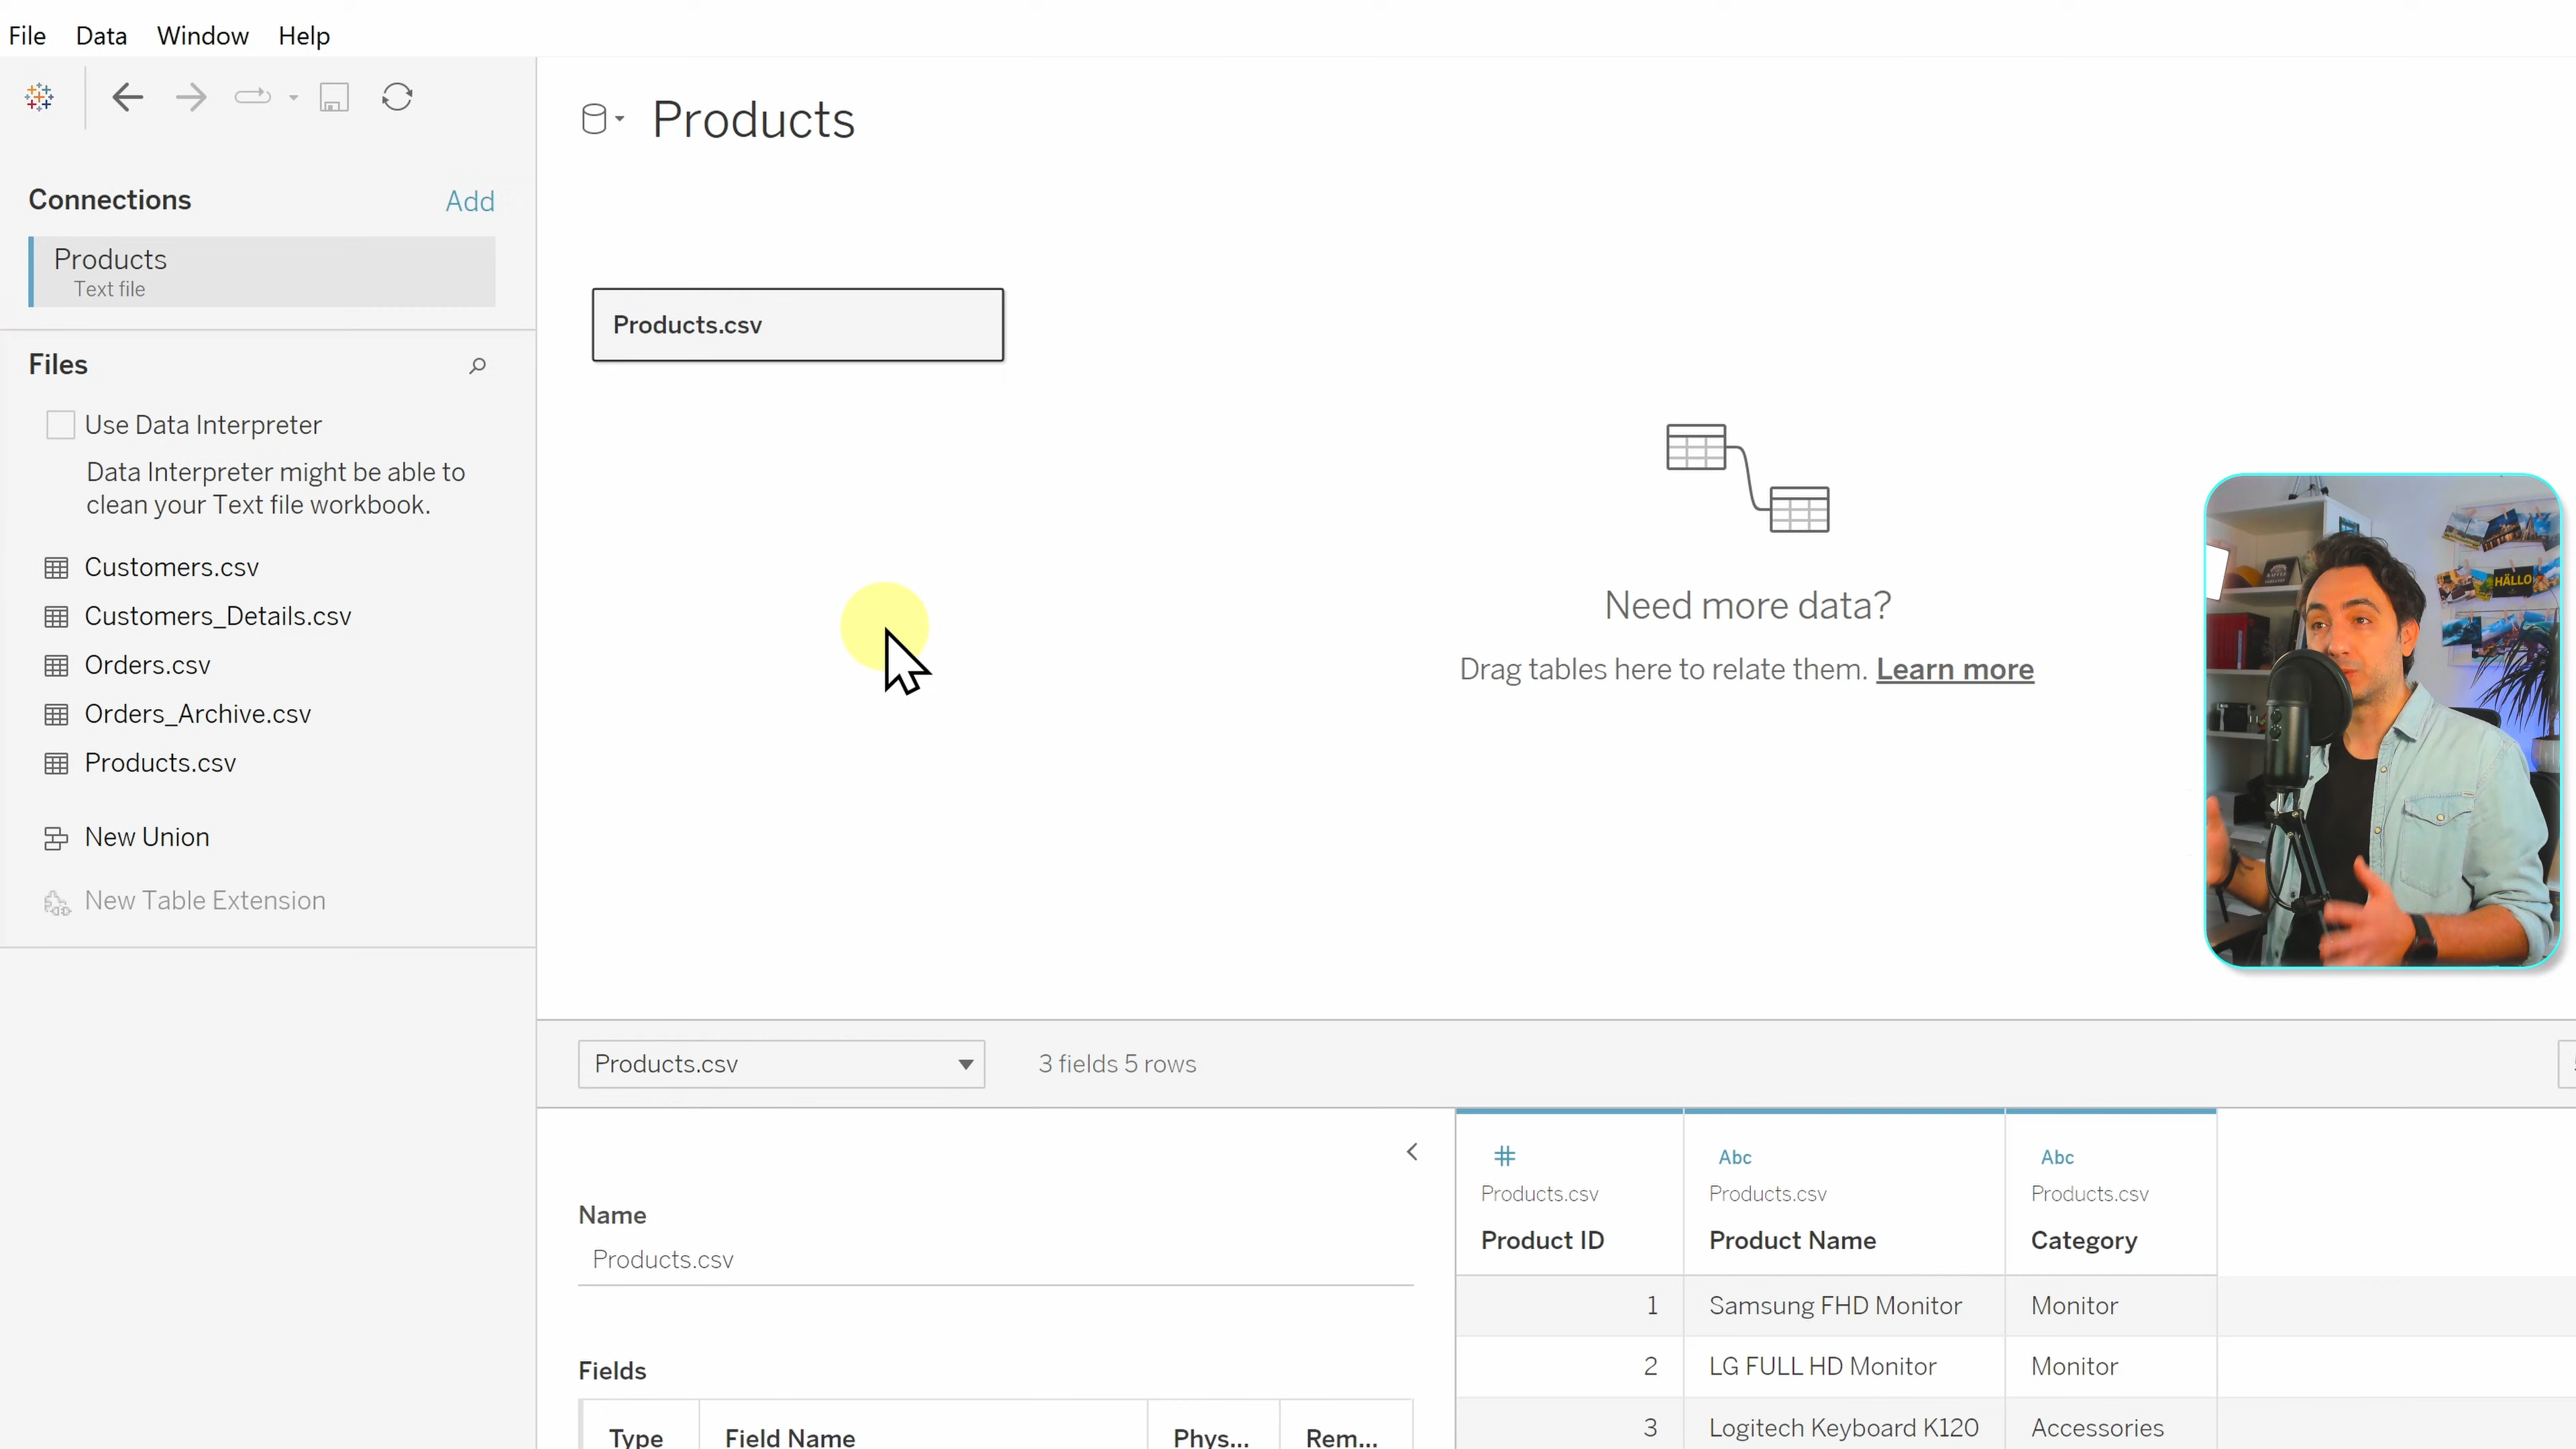 File Data Window Help
Connections Add
Products
Text file
Files
Use Data Interpreter
Data Interpreter might be able to
clean your Text file workbook.
Customers.csv
Customers_Details.csv
Orders.csv
Orders_Archive.csv
Products.csv
New Union
New Table Extension
Products
Products.csv
Need more data?
Drag tables here to relate them. Learn more
HÄLLO
Products.csv 3 fields 5 rows
Name
Products.csv
Fields
Type Field Name Phys... Rem...
# Abc Abc
Products.csv Products.csv Products.csv
Product ID Product Name Category
1 Samsung FHD Monitor Monitor
2 LG FULL HD Monitor Monitor
3 Logitech Keyboard K120 Accessories